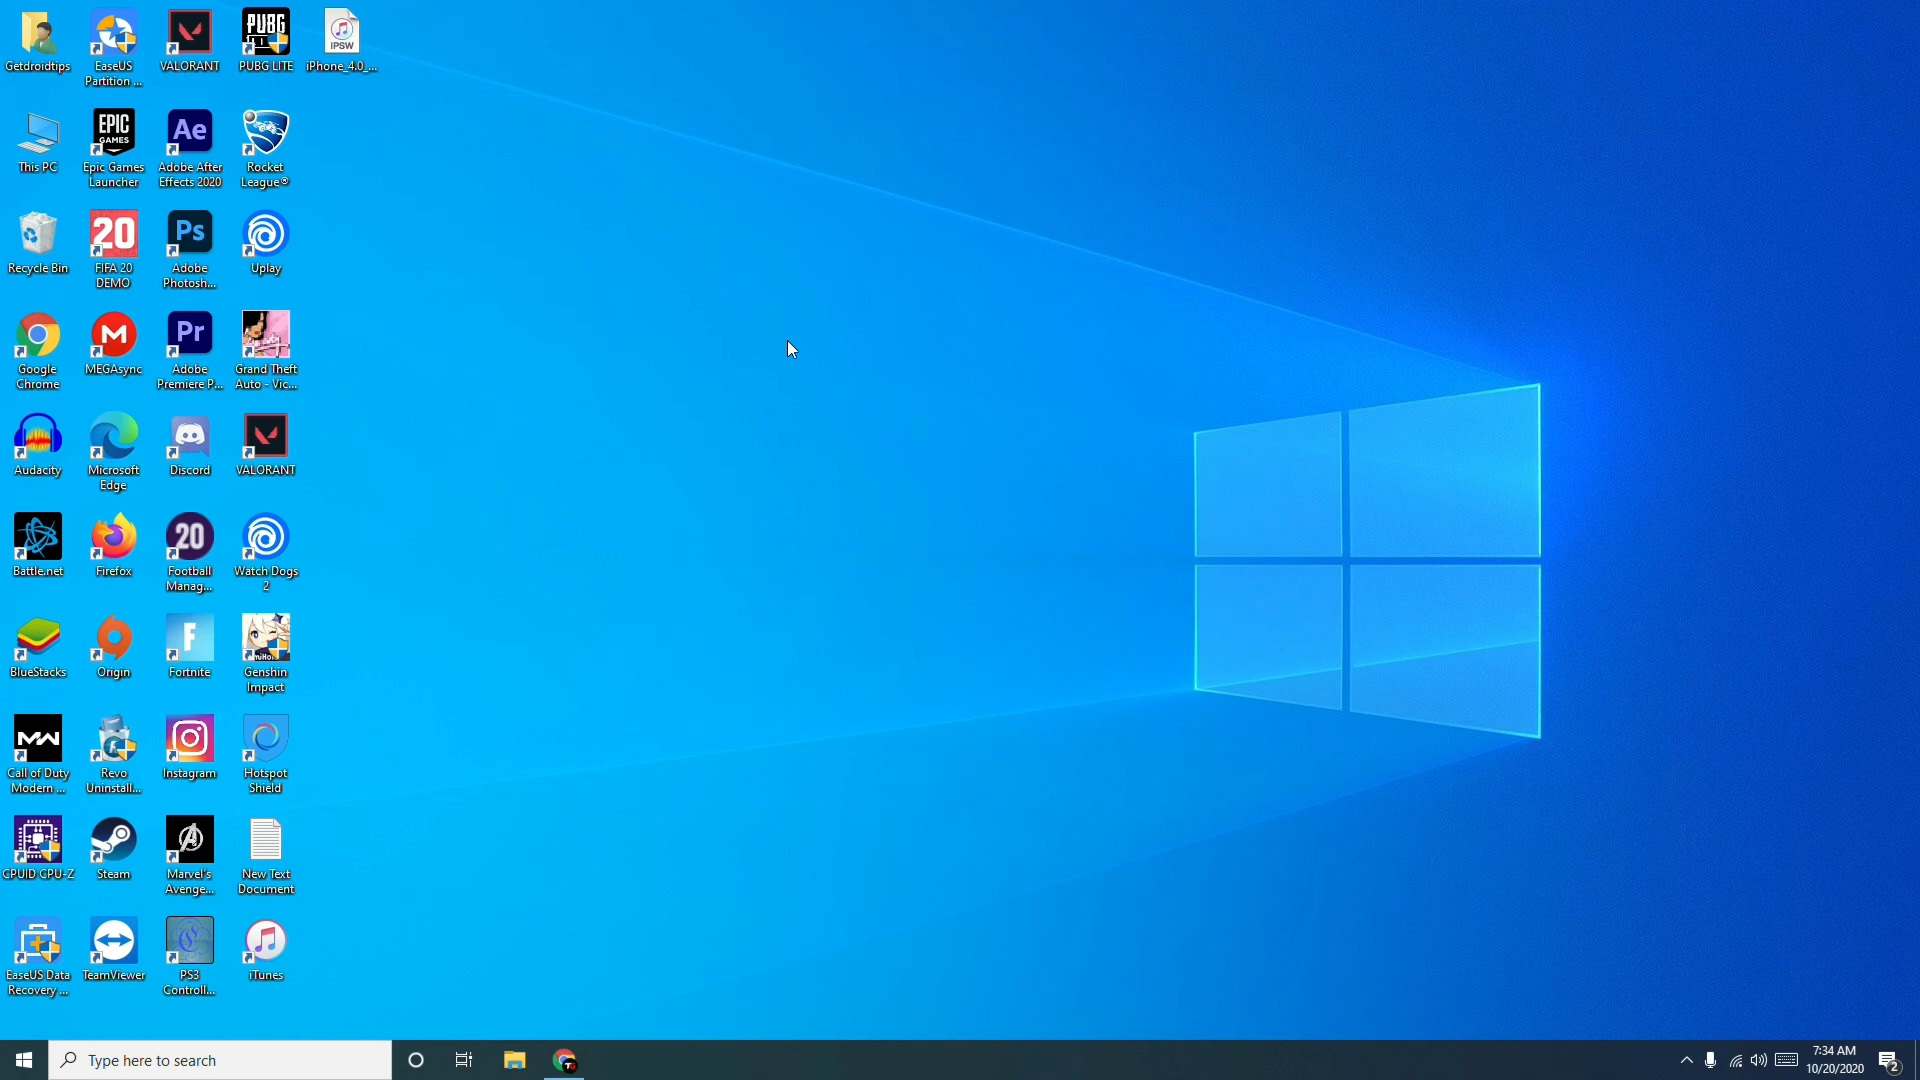 Getdroidtips
EaseUS
Partition ...
VALORANT
PUBG
PUBG LITE
IPSW
iPhone_4.0_...
This PC
EPIC
GAMES
Epic Games
Launcher
Ae
Adobe After
Effects 2020
Rocket
League®
Recycle Bin
20
FIFA 20
DEMO
Ps
Adobe
Photosh...
Uplay
Google
Chrome
M
MEGAsync
Pr
Adobe
Premiere P...
Grand Theft
Auto - Vic...
Audacity
Microsoft
Edge
Discord
VALORANT
Battle.net
Firefox
20
Football
Manag...
Watch Dogs
2
BlueStacks
Origin
F
Fortnite
Genshin
Impact
MW
Call of Duty
Modern ...
Revo
Uninstall...
Instagram
Hotspot
Shield
CPUID CPU-Z
Steam
Marvel's
Avenge...
New Text
Document
EaseUS Data
Recovery ...
TeamViewer
PS3
Controll...
iTunes
Type here to search
7:34 AM
10/20/2020
2